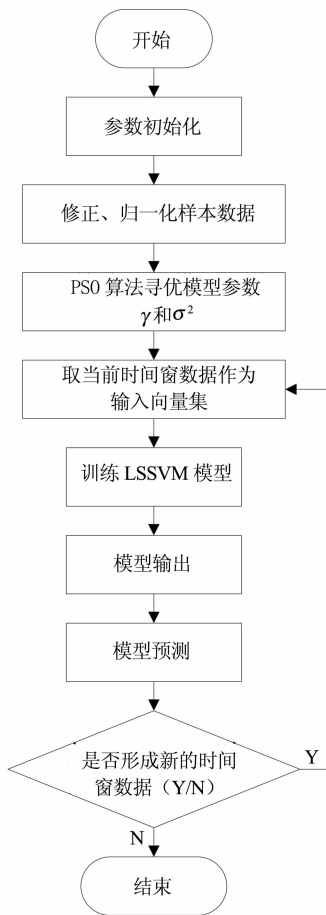 开始
参数初始化
修正、归一化样本数据
PSO 算法寻优模型参数
γ和σ²
取当前时间窗数据作为
输入向量集
训练 LSSVM 模型
模型输出
模型预测
是否形成新的时间
窗数据（Y/N）
Y
N
结束